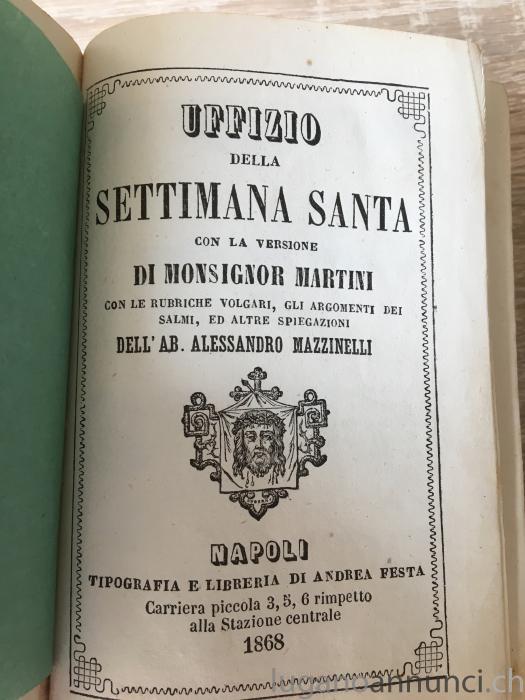 UFFIZIO
DELLA
SETTIMANA SANTA
CON LA VERSIONE
DI MONSIGNOR MARTINI
CON LE RUBRICHE VOLGARI, GLI ARGOMENTI DEI
SALMI, ED ALTRE SPIEGAZIONI
DELL' AB. ALESSANDRO MAZZINELLI
NAPOLI
TIPOGRAFIA E LIBRERIA DI ANDREA FESTA
Carriera piccola 3, 5, 6 rimpetto
alla Stazione centrale
1868
luganoannunci.ch